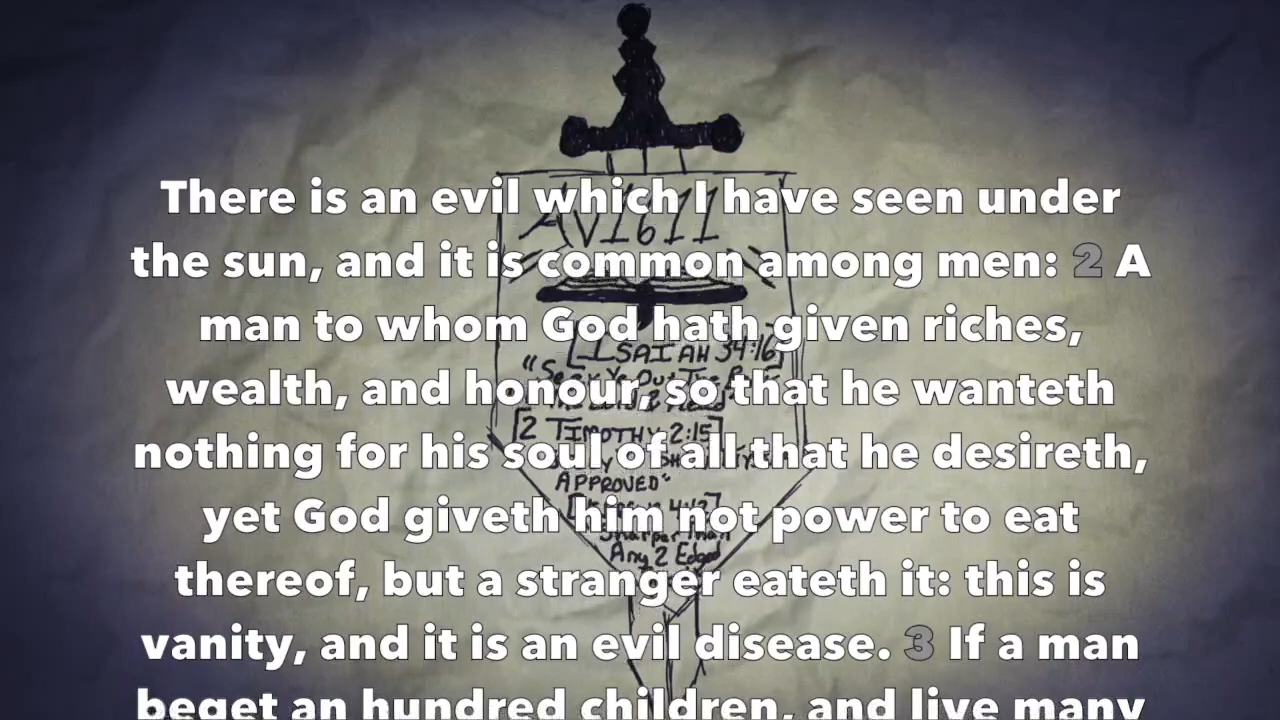 There is an evil which I have seen under
the sun, and it is common among men: 2 A
man to whom God hath given riches,
wealth, and honour, so that he wanteth
nothing for his soul of all that he desireth,
yet God giveth him not power to eat
thereof, but a stranger eateth it: this is
vanity, and it is an evil disease. 3 If a man
beget an hundred children, and live many
AV1611
[ISAIAH 34:16]
[2 TIMOTHY 2:15]
APPROVED"
Sharper Than
Any 2 Edged